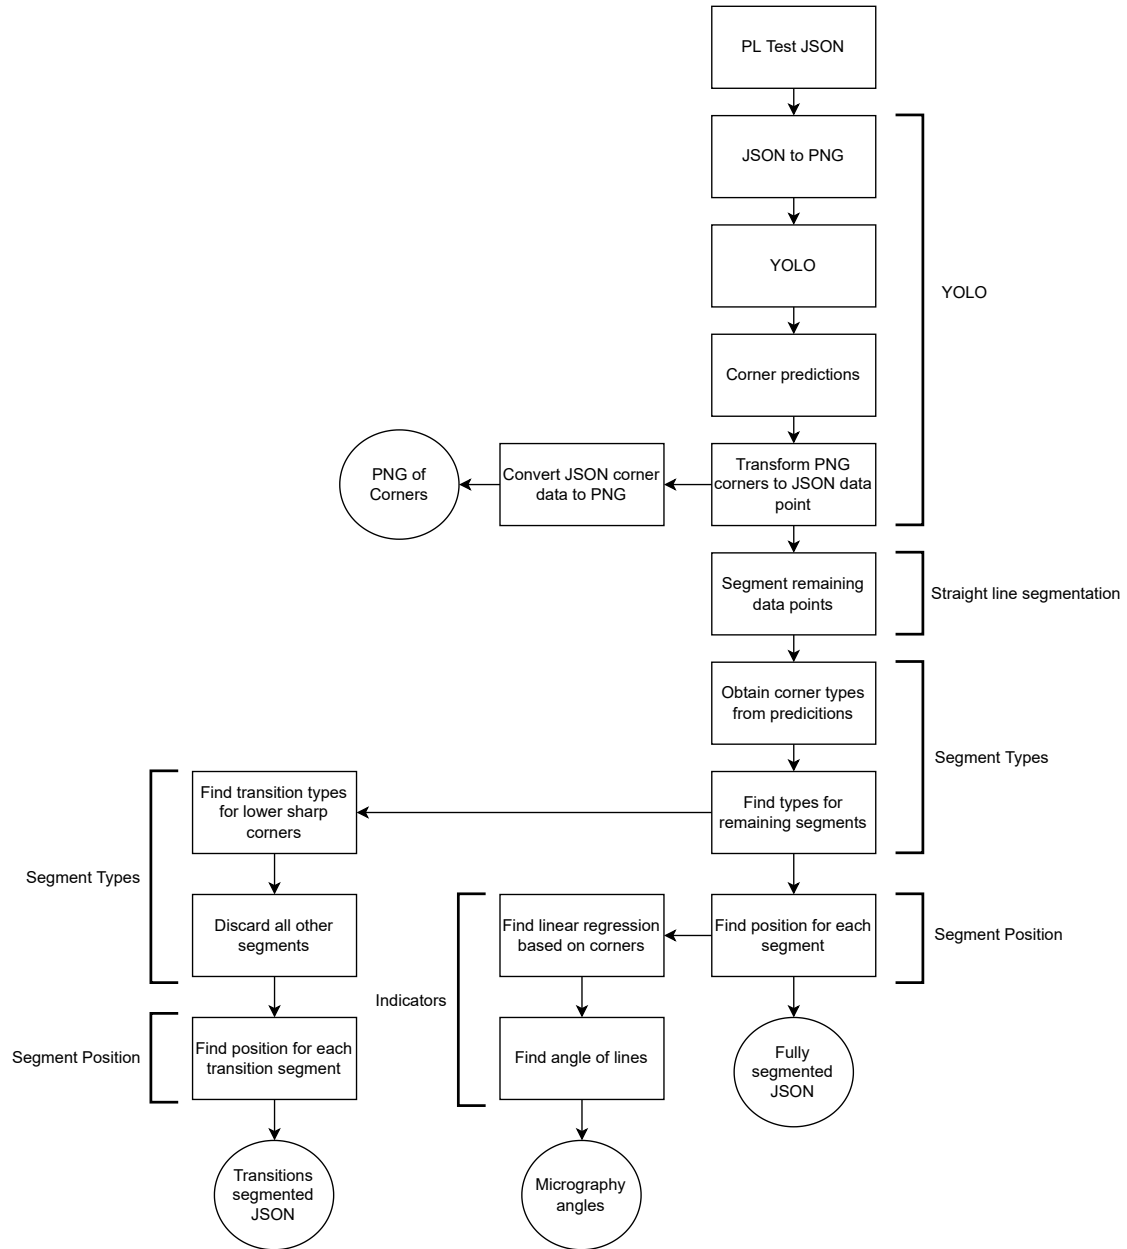 PL Test JSON
JSON to PNG
YOLO
YOLO
Corner predictions
PNG of
Corners
Convert JSON corner
data to PNG
Transform PNG
corners to JSON data
point
Segment remaining
data points
Straight line segmentation
Obtain corner types
from predicitions
Segment Types
Find transition types
for lower sharp
corners
Find types for
remaining segments
Segment Types
Discard all other
segments
Find linear regression
based on corners
Find position for each
segment
Segment Position
Indicators
Segment Position
Find position for each
transition segment
Find angle of lines
Fully
segmented
JSON
Transitions
segmented
JSON
Micrography
angles